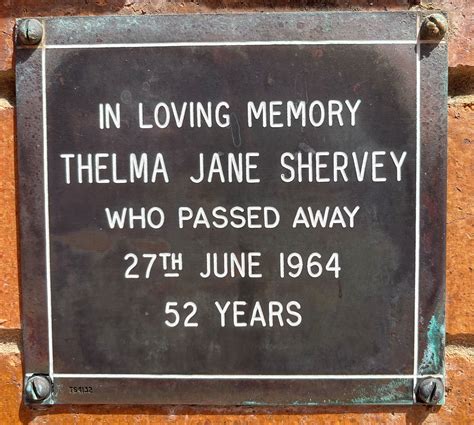 IN LOVING MEMORY
THELMA JANE SHERVEY
WHO PASSED AWAY
27TH JUNE 1964
52 YEARS